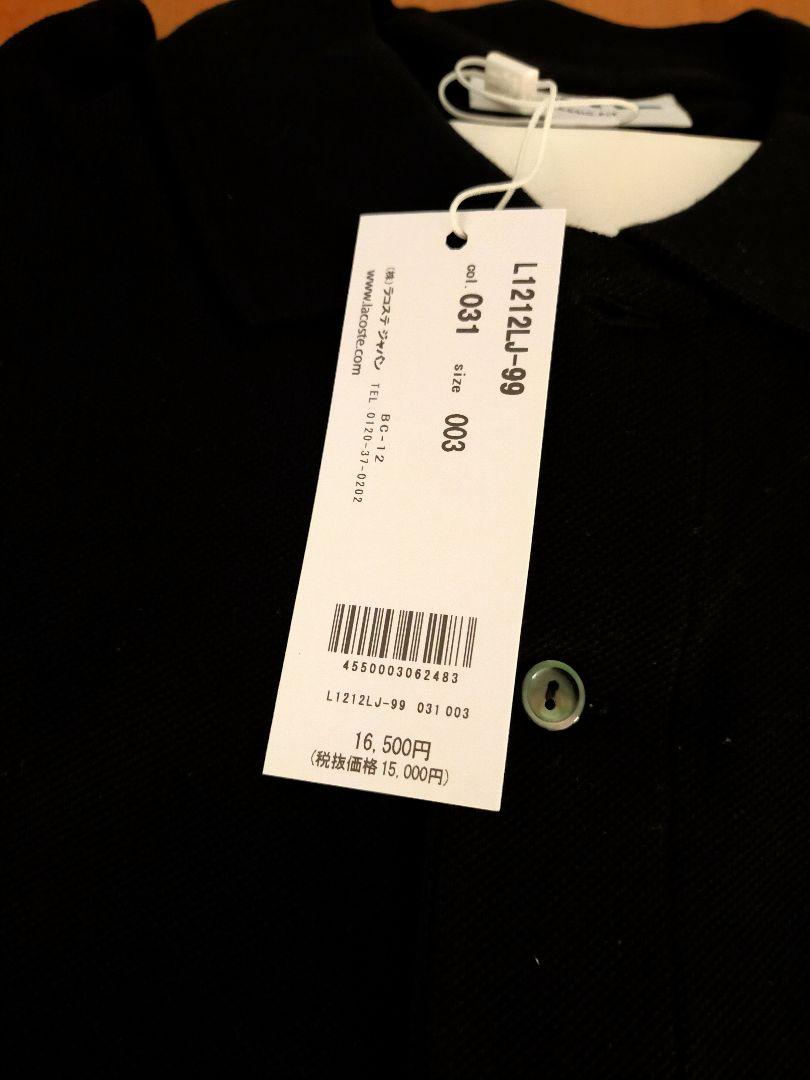 L1212LJ-99
col. 031 size 003
(株)ラコステ ジャパン BC-12
www.lacoste.com TEL 0120-37-0202
4550003062483
L1212LJ-99 031 003
16,500円
(税抜価格 15,000円)